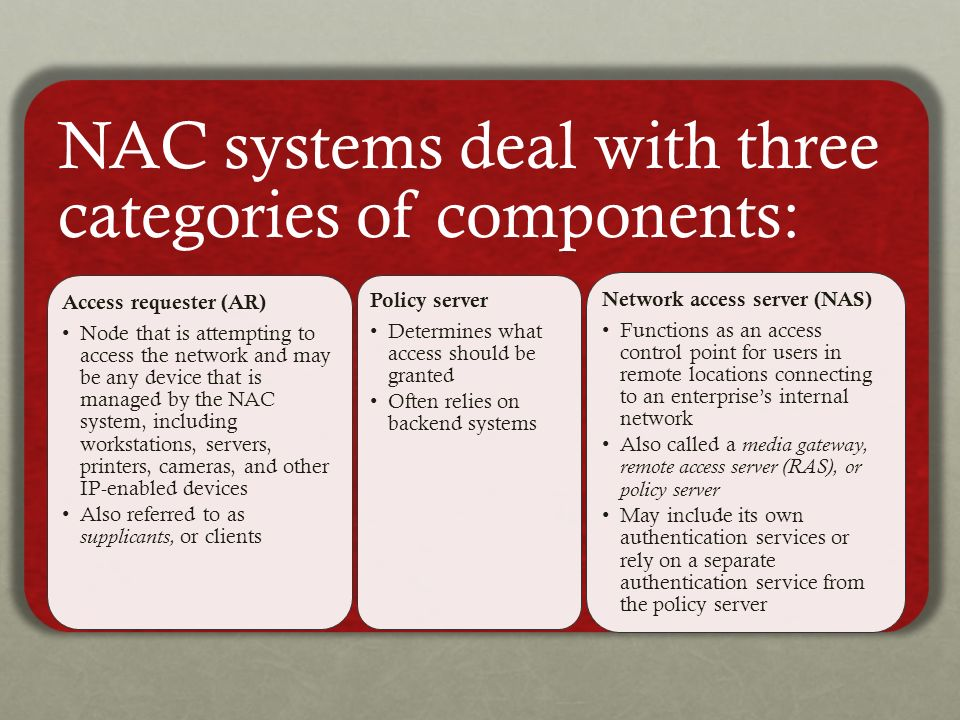 NAC systems deal with three
categories of components:
Access requester (AR)
• Node that is attempting to
access the network and may
be any device that is
managed by the NAC
system, including
workstations, servers,
printers, cameras, and other
IP-enabled devices
• Also referred to as
supplicants, or clients
Policy server
• Determines what
access should be
granted
• Often relies on
backend systems
Network access server (NAS)
• Functions as an access
control point for users in
remote locations connecting
to an enterprise’s internal
network
• Also called a media gateway,
remote access server (RAS), or
policy server
• May include its own
authentication services or
rely on a separate
authentication service from
the policy server